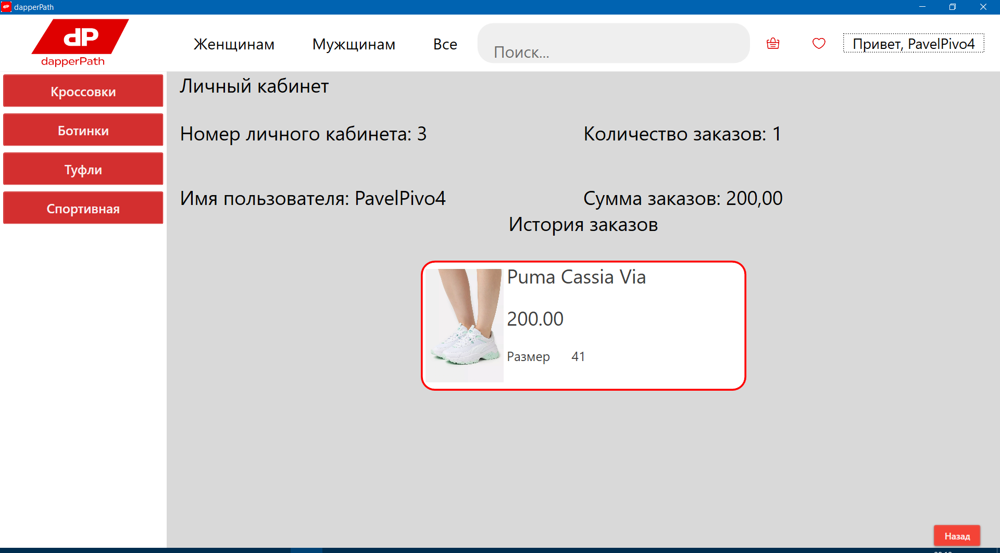 dapperPath
dP
dapperPath
Женщинам
Мужщинам
Все
Поиск...
Привет, PavelPivo4
Кроссовки
Ботинки
Туфли
Спортивная
Личный кабинет
Номер личного кабинета: 3
Количество заказов: 1
Имя пользователя: PavelPivo4
Сумма заказов: 200,00
История заказов
Puma Cassia Via
200.00
Размер 41
Назад